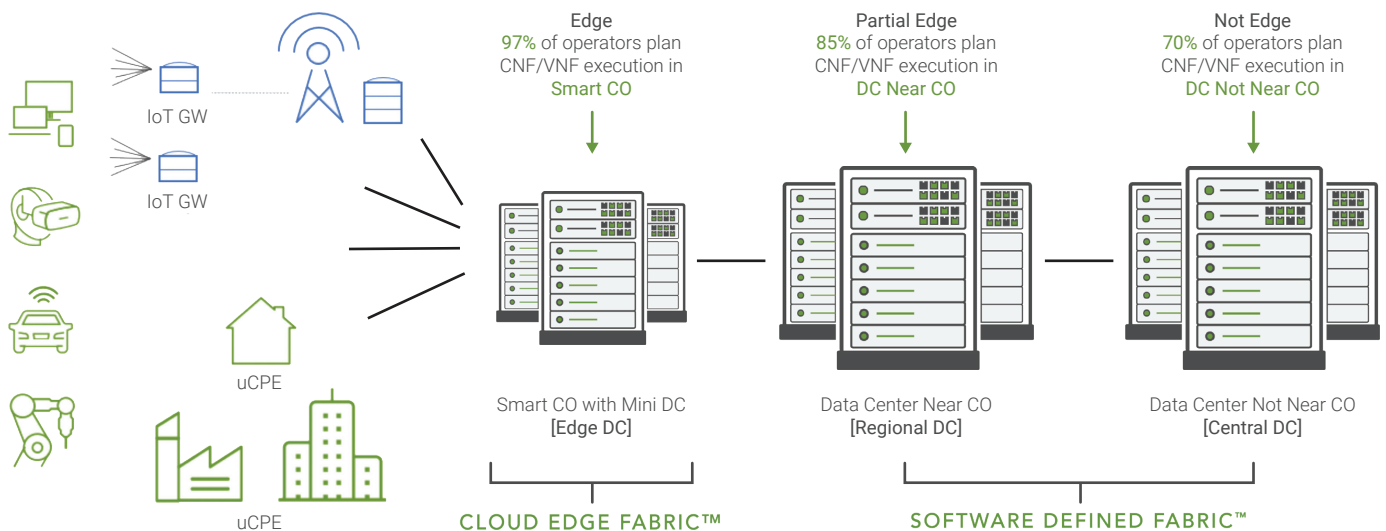 IoT GW
IoT GW
uCPE
uCPE
Edge
97% of operators plan
CNF/VNF execution in
Smart CO
Partial Edge
85% of operators plan
CNF/VNF execution in
DC Near CO
Not Edge
70% of operators plan
CNF/VNF execution in
DC Not Near CO
Smart CO with Mini DC
[Edge DC]
Data Center Near CO
[Regional DC]
Data Center Not Near CO
[Central DC]
CLOUD EDGE FABRIC™
SOFTWARE DEFINED FABRIC™